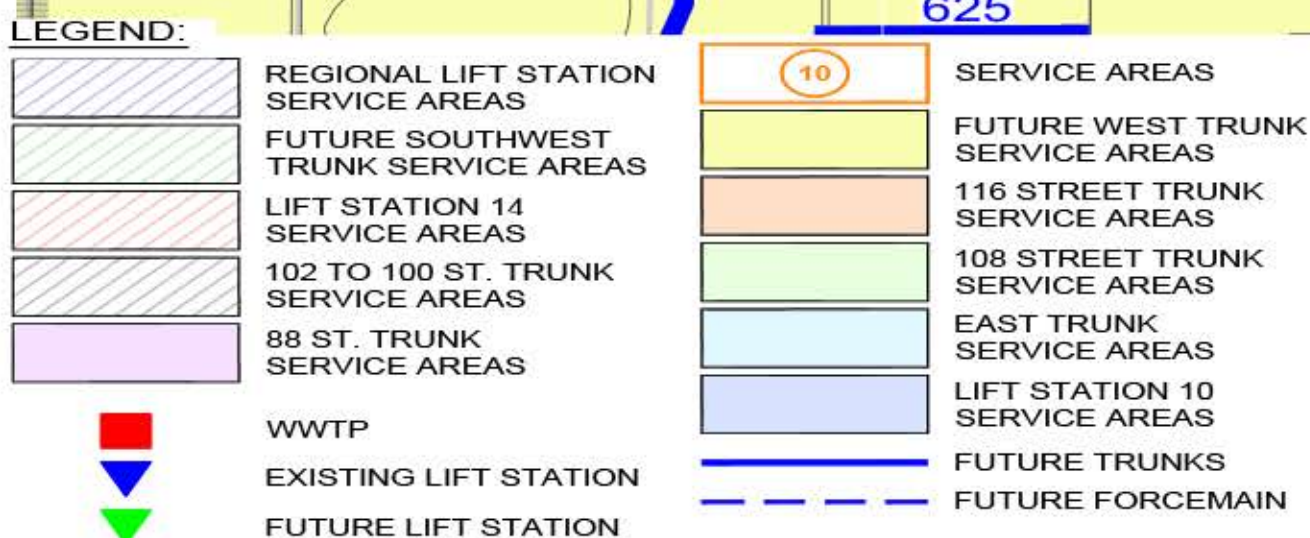 625
LEGEND:
REGIONAL LIFT STATION
SERVICE AREAS
FUTURE SOUTHWEST
TRUNK SERVICE AREAS
LIFT STATION 14
SERVICE AREAS
102 TO 100 ST. TRUNK
SERVICE AREAS
88 ST. TRUNK
SERVICE AREAS
WWTP
EXISTING LIFT STATION
FUTURE LIFT STATION
10
SERVICE AREAS
FUTURE WEST TRUNK
SERVICE AREAS
116 STREET TRUNK
SERVICE AREAS
108 STREET TRUNK
SERVICE AREAS
EAST TRUNK
SERVICE AREAS
LIFT STATION 10
SERVICE AREAS
FUTURE TRUNKS
FUTURE FORCEMAIN